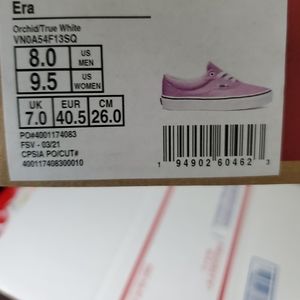 Era
Orchid/True White
VN0A54F13SQ
8.0 US MEN
9.5 US WOMEN
UK EUR CM
7.0 40.5 26.0
PO#4001174083
FSV - 03/21
CPSIA PO/CUT#
400117408300010
1 94902 60462 3